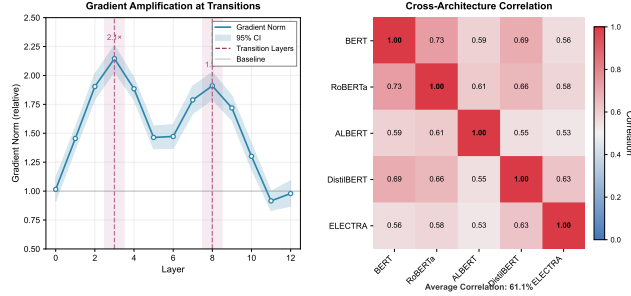 Gradient Amplification at Transitions
2.50
2.25
2.00
1.75
1.50
1.25
1.00
0.75
0.50
Gradient Norm (relative)
0
2
4
6
8
10
12
Layer
Gradient Norm
95% CI
Transition Layers
Baseline
Cross-Architecture Correlation
BERT
1.00
0.73
0.59
0.69
0.56
RoBERTa
0.73
1.00
0.61
0.66
0.58
ALBERT
0.59
0.61
1.00
0.55
0.53
DistilBERT
0.69
0.66
0.55
1.00
0.63
ELECTRA
0.56
0.58
0.53
0.63
1.00
BERT
RoBERTa
ALBERT
DistilBERT
ELECTRA
Average Correlation: 61.1%
1.0
0.8
0.6
0.4
0.2
0.0
Correlation